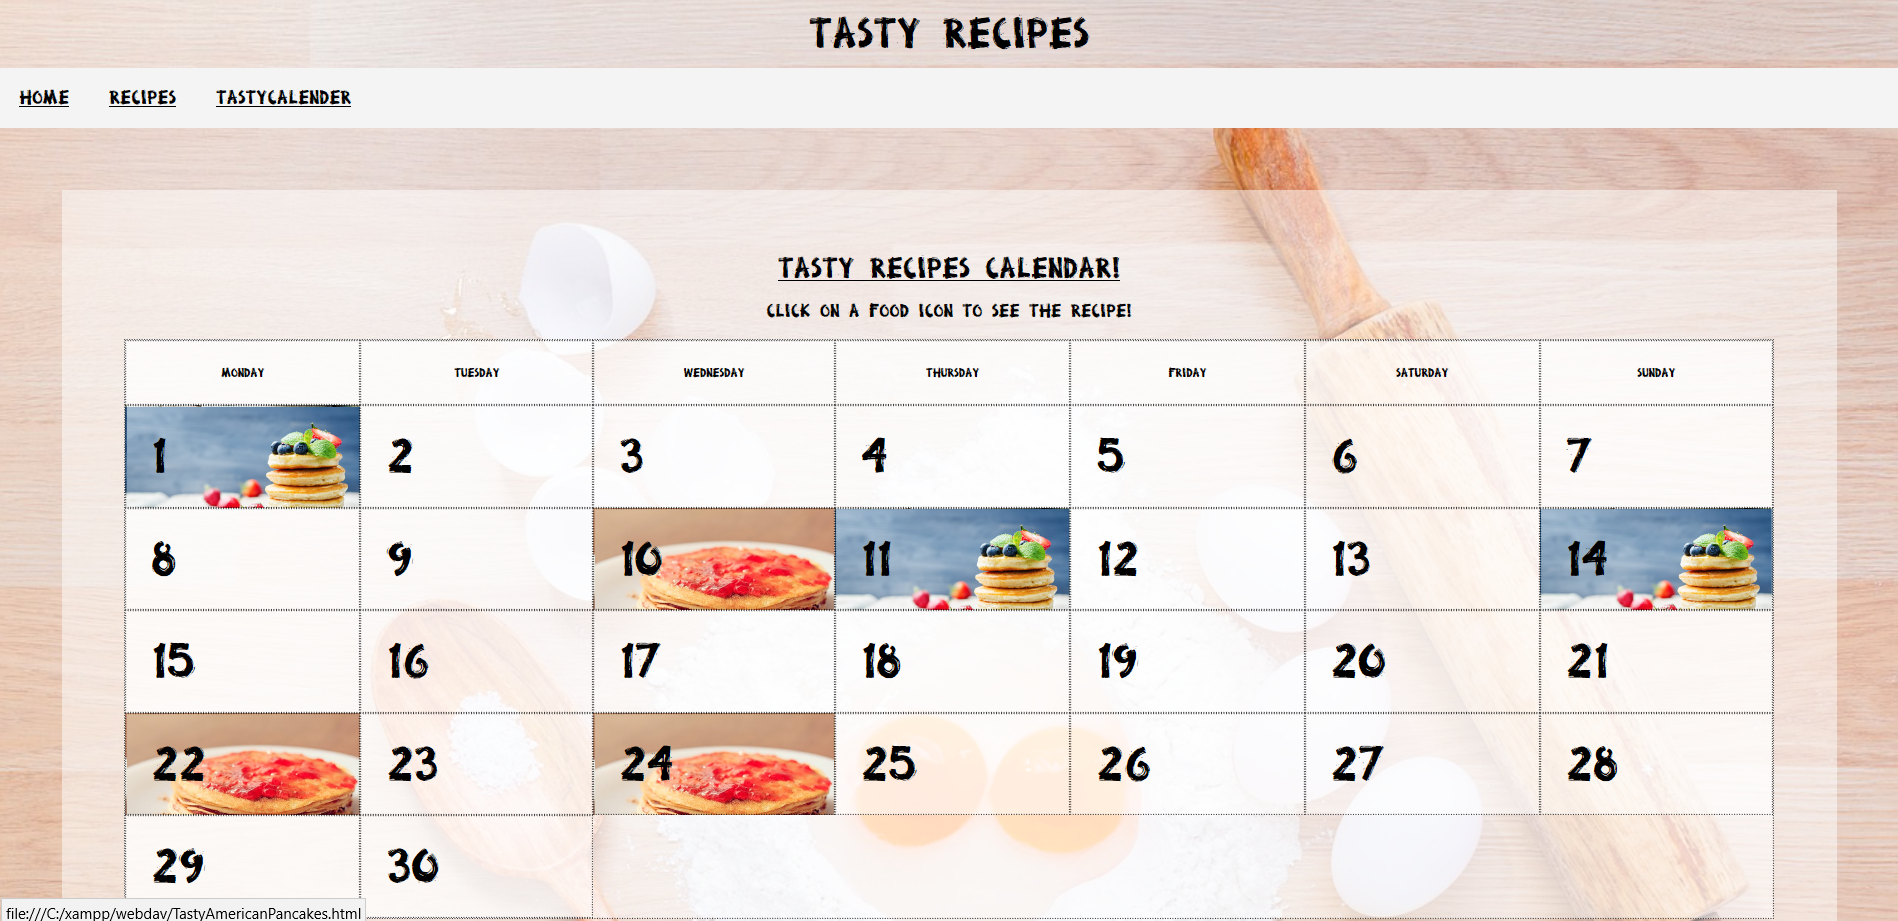 TASTY RECIPES
HOME RECIPES TASTYCALENDER
TASTY RECIPES CALENDAR!
CLICK ON A FOOD ICON TO SEE THE RECIPE!
MONDAY TUESDAY WEDNESDAY THURSDAY FRIDAY SATURDAY SUNDAY
1 2 3 4 5 6 7
8 9 10 11 12 13 14
15 16 17 18 19 20 21
22 23 24 25 26 27 28
29 30
file:///C:/xampp/webdav/TastyAmericanPancakes.html